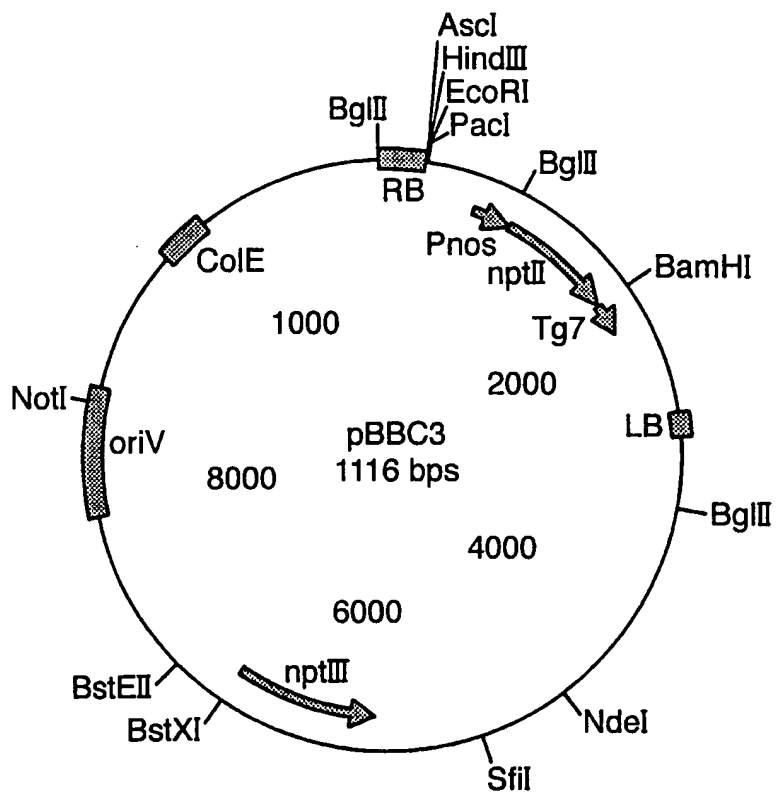 AscI
HindIII
EcoRI
PacI
BglII
BglII
RB
Pnos
nptII
BamHI
ColE
Tg7
1000
2000
NotI
oriV
LB
pBBC3
1116 bps
8000
BglII
4000
6000
nptIII
BstEII
BstXI
NdeI
SfiI